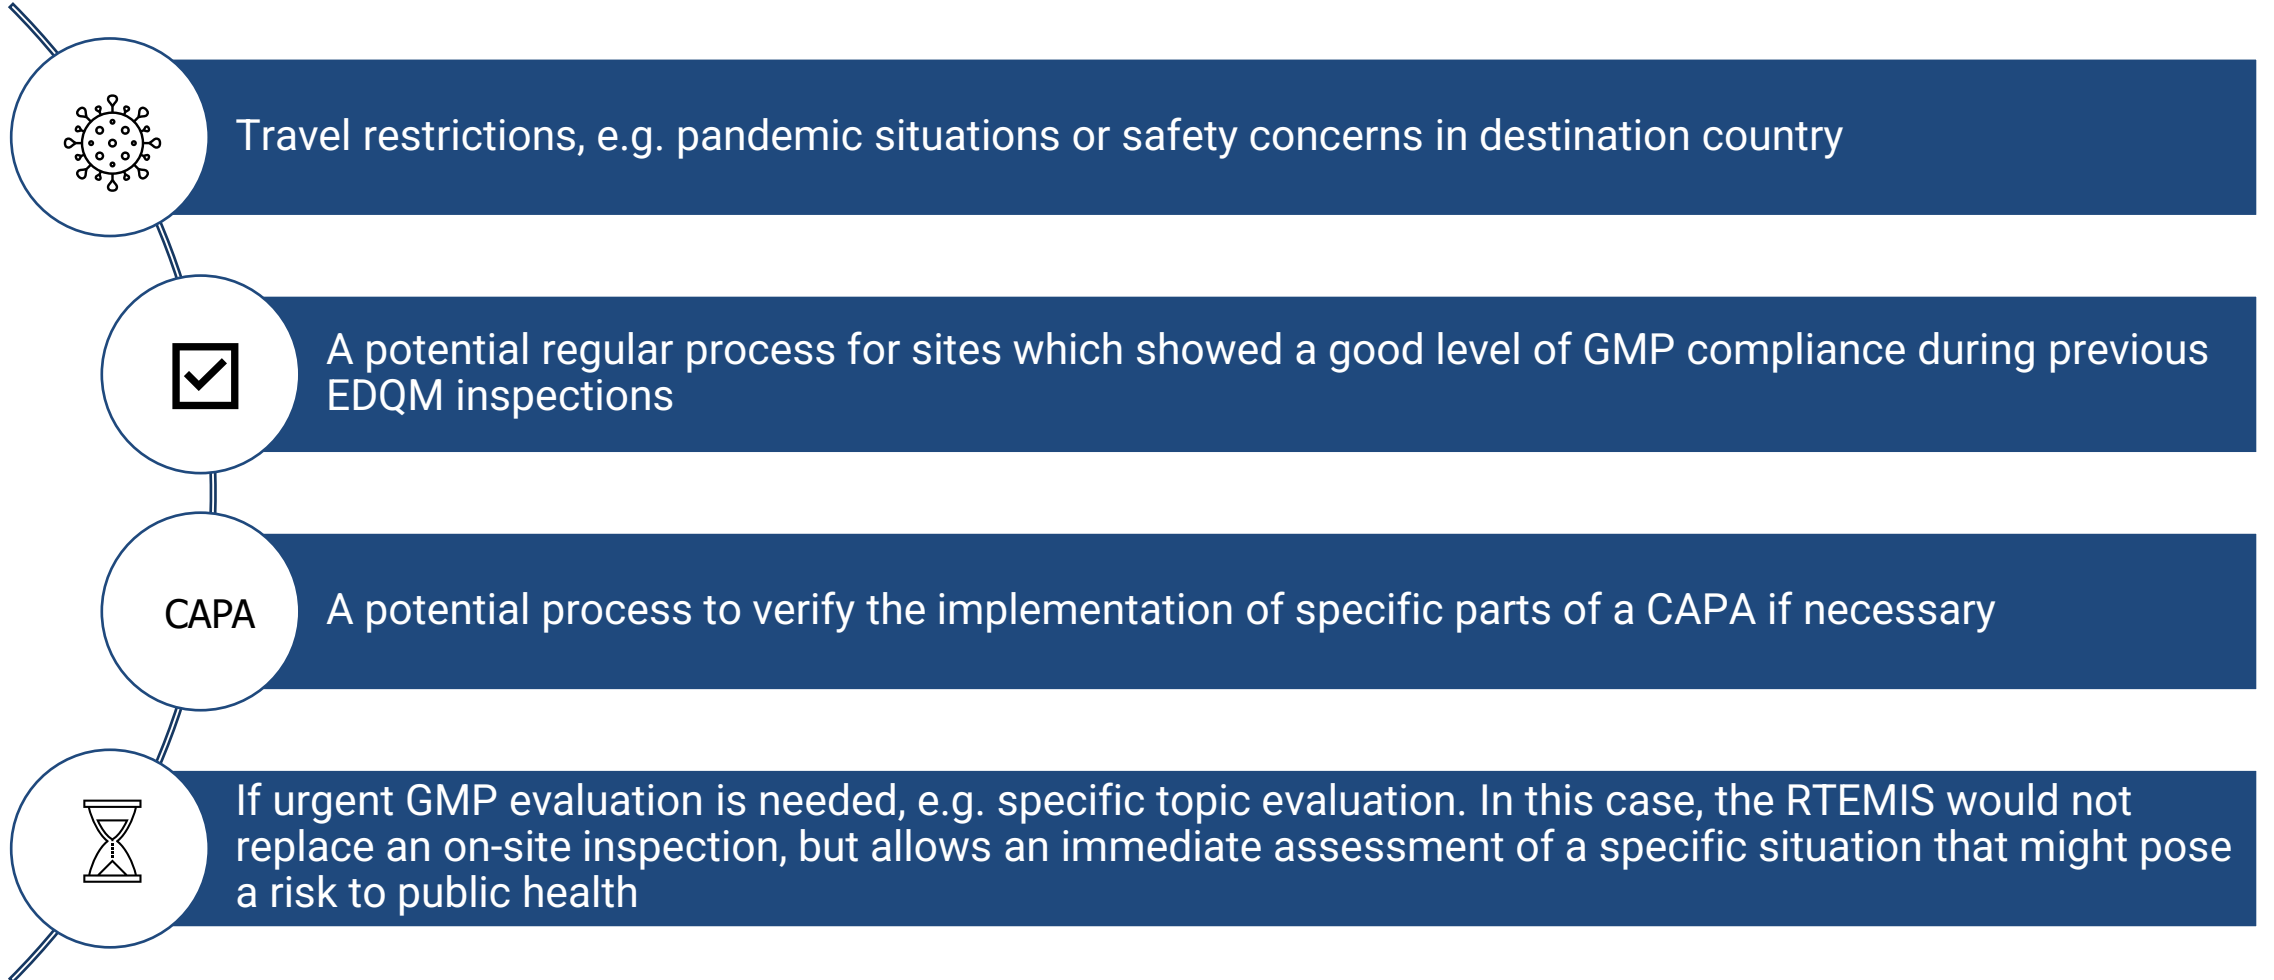 Travel restrictions, e.g. pandemic situations or safety concerns in destination country
A potential regular process for sites which showed a good level of GMP compliance during previous
EDQM inspections
CAPA
A potential process to verify the implementation of specific parts of a CAPA if necessary
If urgent GMP evaluation is needed, e.g. specific topic evaluation. In this case, the RTEMIS would not
replace an on-site inspection, but allows an immediate assessment of a specific situation that might pose
a risk to public health